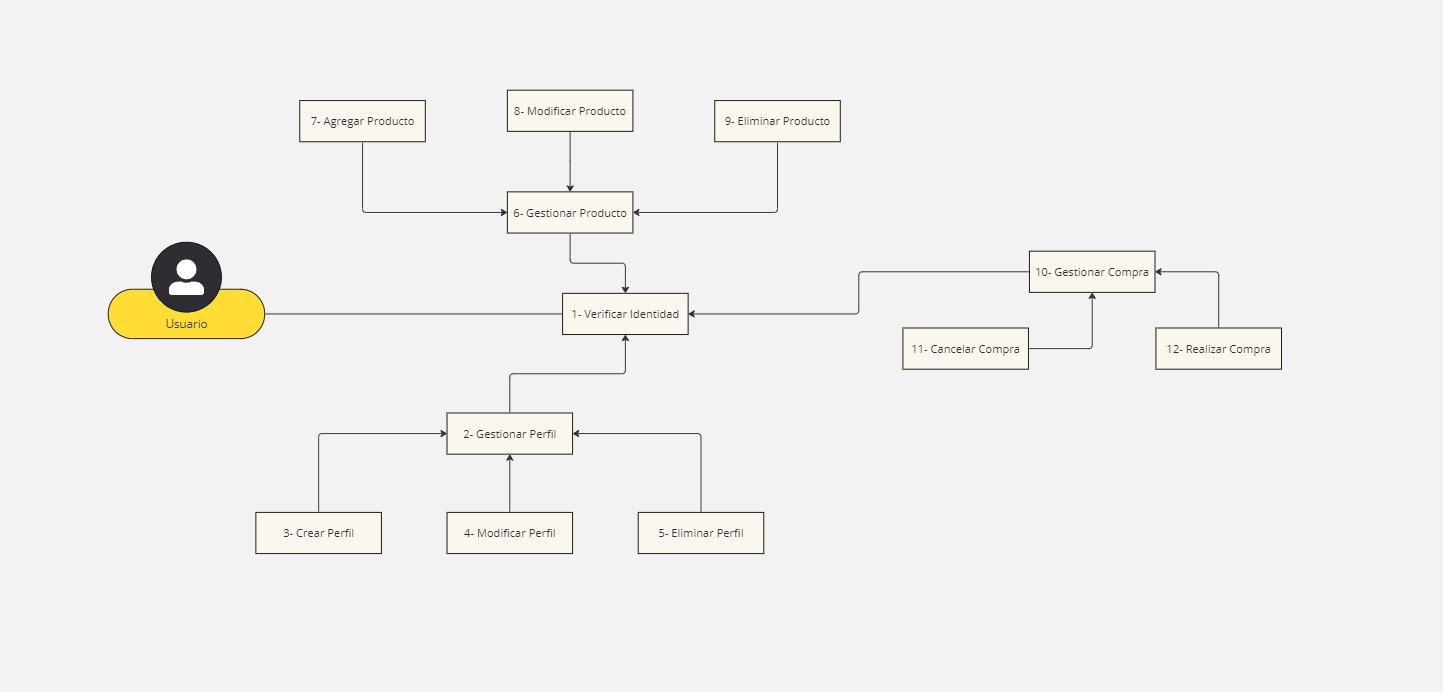 8- Modificar Producto
7- Agregar Producto
9- Eliminar Producto
6- Gestionar Producto
10- Gestionar Compra
Usuario
1- Verificar Identidad
11- Cancelar Compra
12- Realizar Compra
2- Gestionar Perfil
3- Crear Perfil
4- Modificar Perfil
5- Eliminar Perfil